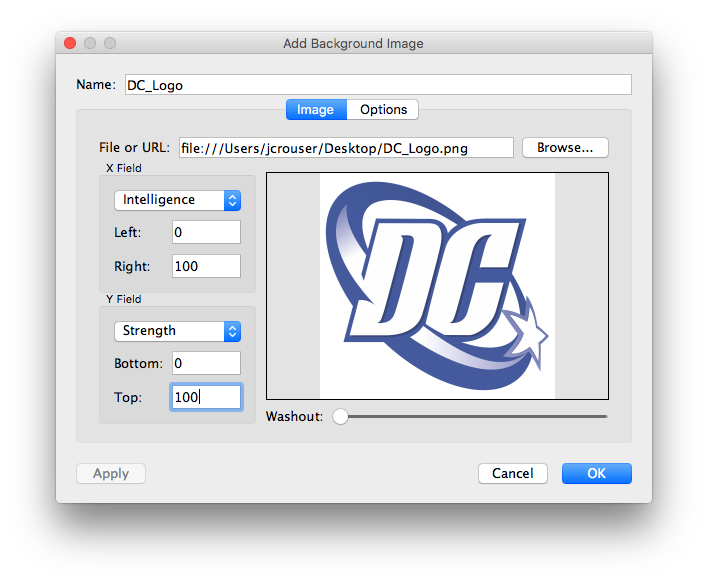 Add Background Image
Name: DC_Logo
Image Options
File or URL: file:///Users/jcrouser/Desktop/DC_Logo.png Browse...
X Field
Intelligence
Left: 0
Right: 100
Y Field
Strength
Bottom: 0
Top: 100
DC
Washout:
Apply Cancel OK